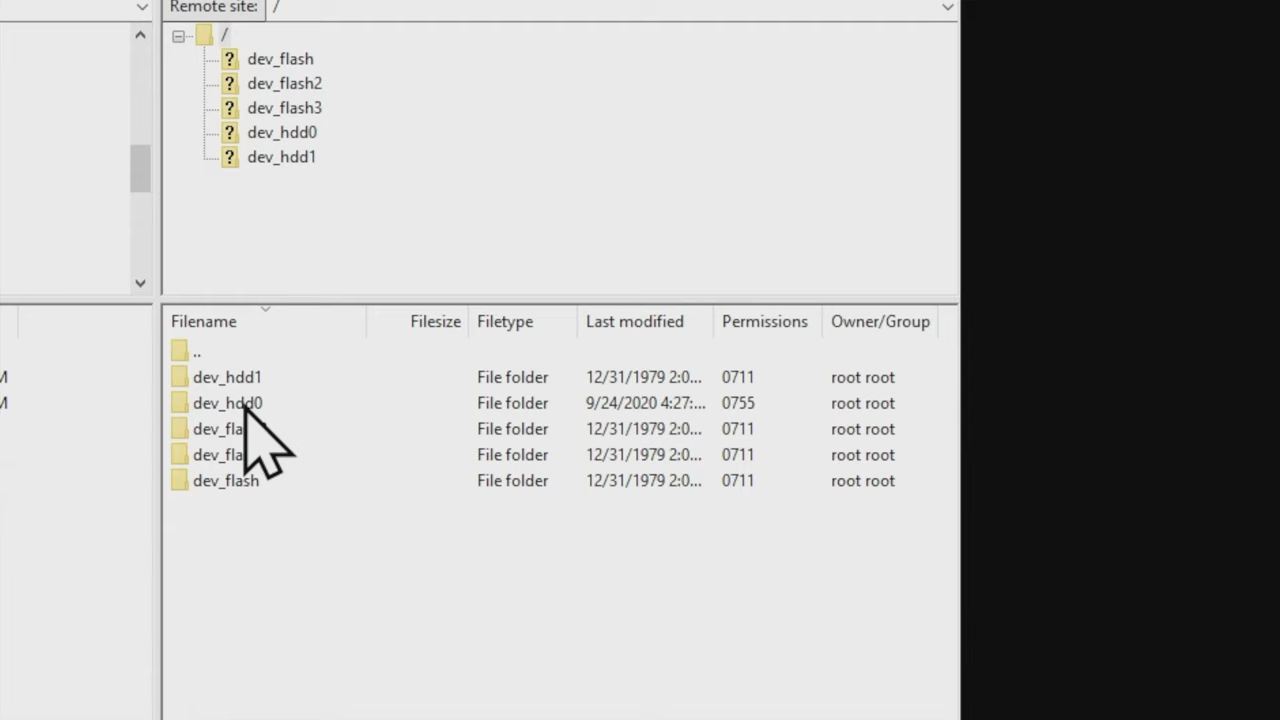 Remote site: /
/
? dev_flash
? dev_flash2
? dev_flash3
? dev_hdd0
? dev_hdd1
Filename Filesize Filetype Last modified Permissions Owner/Group
..
dev_hdd1 File folder 12/31/1979 2:0... 0711 root root
dev_hdd0 File folder 9/24/2020 4:27:... 0755 root root
File folder 12/31/1979 2:0... 0711 root root
File folder 12/31/1979 2:0... 0711 root root
dev_flash File folder 12/31/1979 2:0... 0711 root root